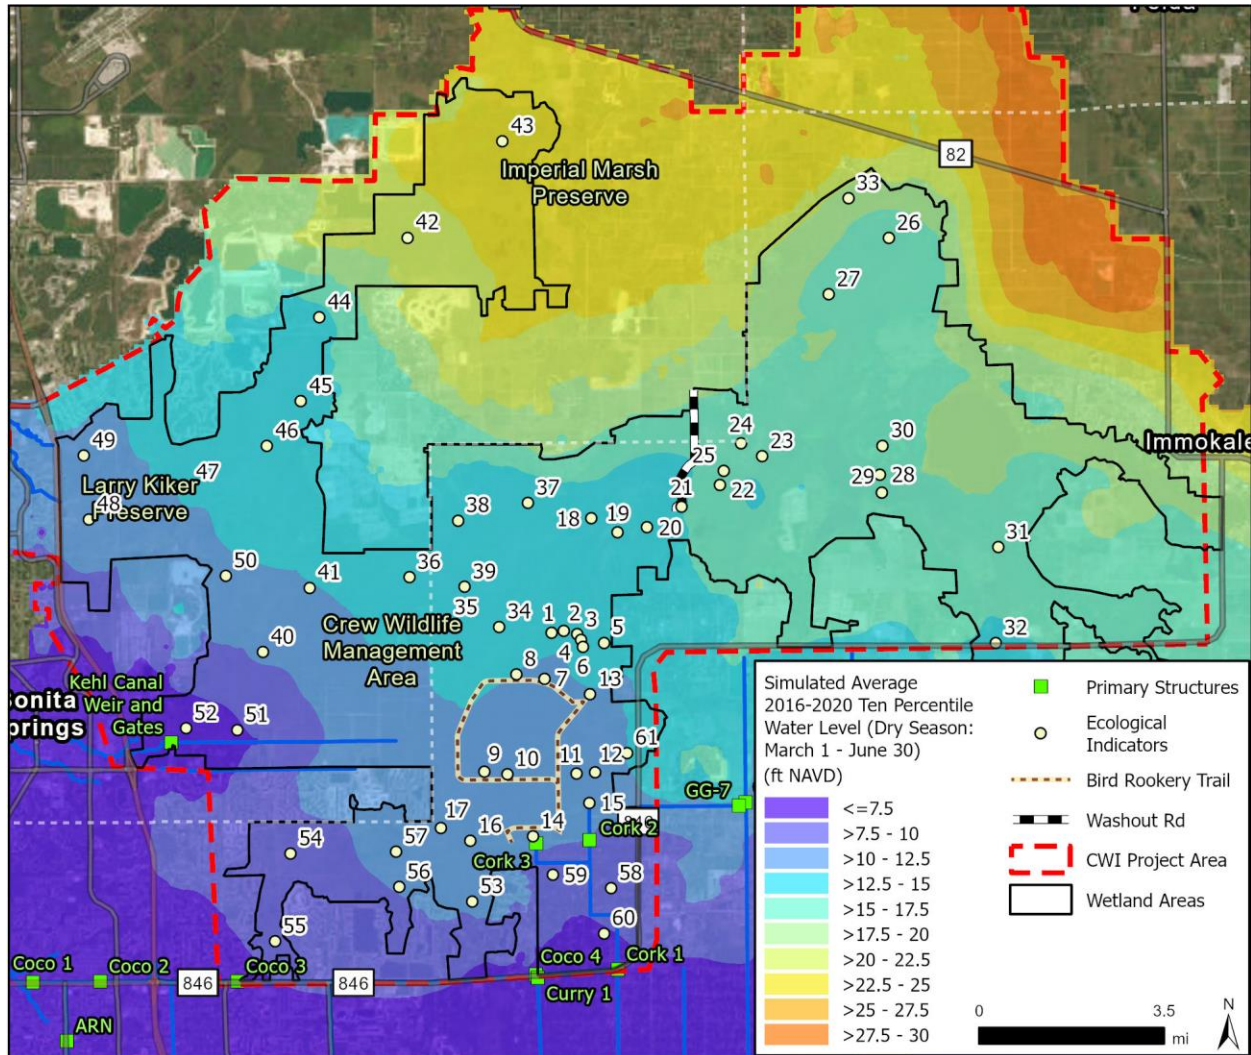 43
Imperial Marsh
Preserve
82
33
42
26
27
44
45
46
24
23
30
Immokale
49
47
25
22
29
28
Larry Kiker
Preserve
48
38
37
18
19
20
21
31
50
41
36
39
35
34
1
2
3
5
4
6
32
Crew Wildlife
Management
Area
40
8
7
13
Kehl Canal
Weir and
Gates
onita
prings
52
51
9
10
11
12
61
GG-7
15
846
17
16
14
Cork 2
54
57
Cork 3
56
53
59
58
55
60
Coco 1
Coco 2
846
Coco 3
846
Coco 4
Cork 1
Curry 1
ARN
Simulated Average
2016-2020 Ten Percentile
Water Level (Dry Season:
March 1 - June 30)
(ft NAVD)
<=7.5
>7.5 - 10
>10 - 12.5
>12.5 - 15
>15 - 17.5
>17.5 - 20
>20 - 22.5
>22.5 - 25
>25 - 27.5
>27.5 - 30
Primary Structures
Ecological
Indicators
Bird Rookery Trail
Washout Rd
CWI Project Area
Wetland Areas
0
3.5
mi
N